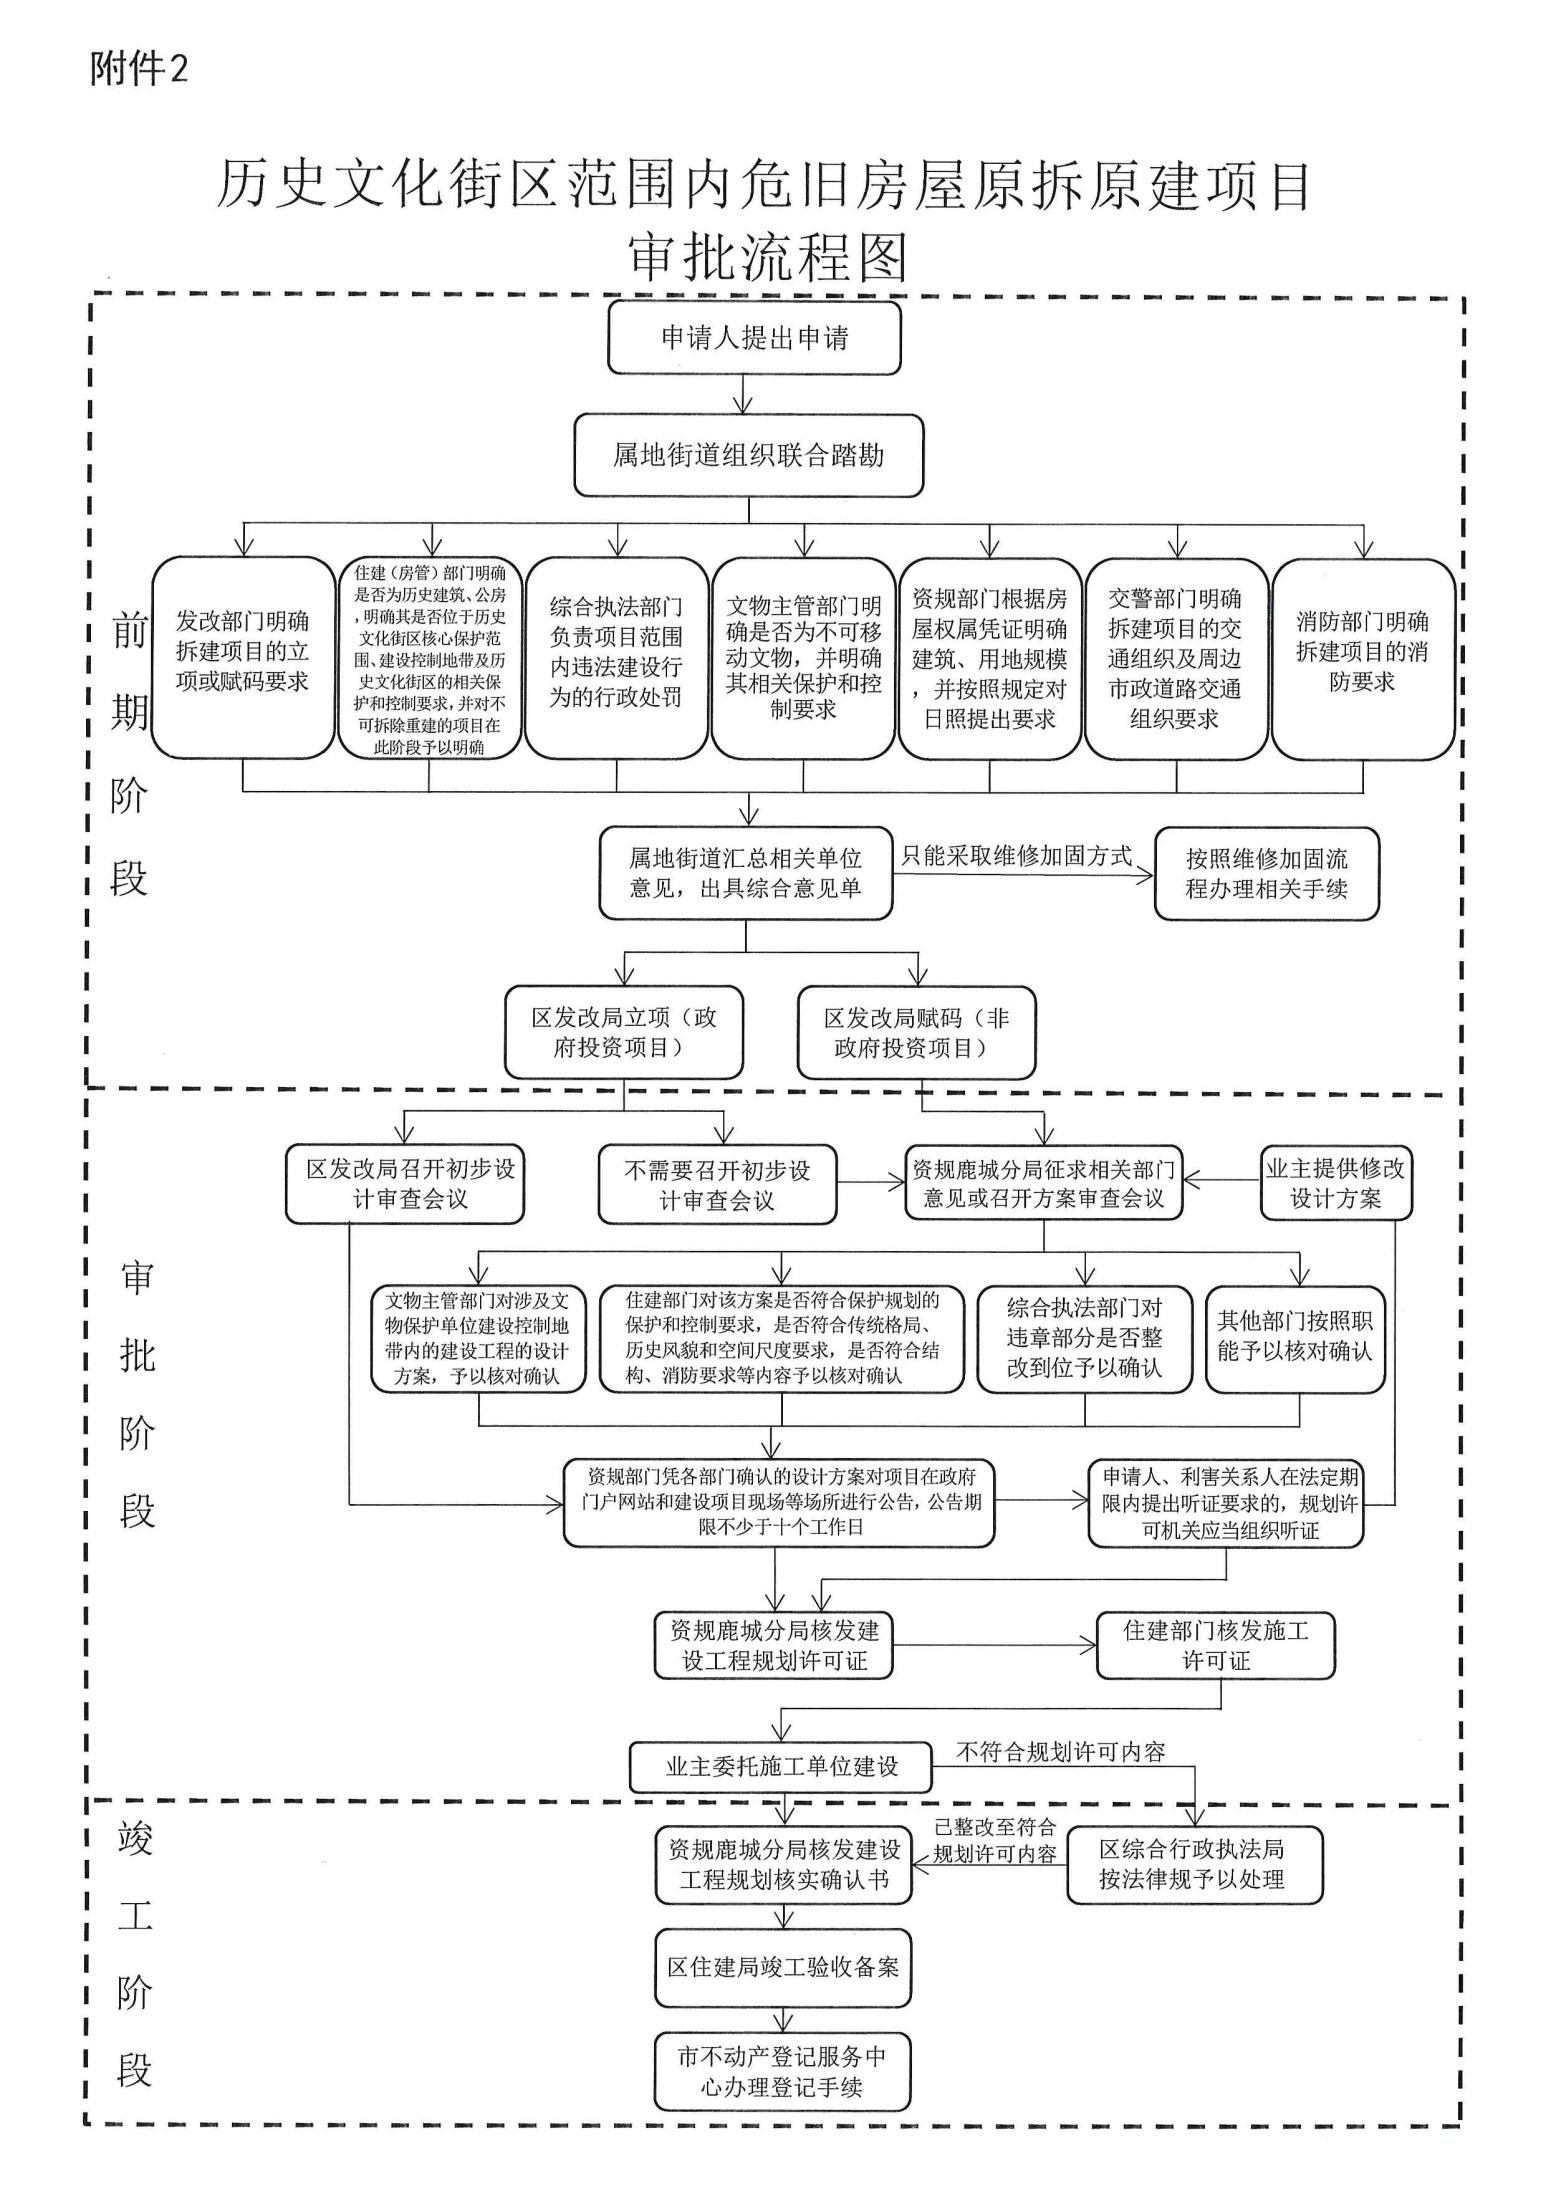 附件2
历史文化街区范围内危旧房屋原拆原建项目
审批流程图
申请人提出申请
属地街道组织联合踏勘
前期阶段
发改部门明确
拆建项目的立
项或赋码要求
住建（房管）部门明确
是否为历史建筑、公房
，明确其是否位于历史
文化街区核心保护范
围、建设控制地带及历
史文化街区的相关保
护和控制要求，并对不
可拆除重建的项目在
此阶段予以明确
综合执法部门
负责项目范围
内违法建设行
为的行政处罚
文物主管部门明
确是否为不可移
动文物，并明确
其相关保护和控
制要求
资规部门根据房
屋权属凭证明确
建筑、用地规模
，并按照规定对
日照提出要求
交警部门明确
拆建项目的交
通组织及周边
市政道路交通
组织要求
消防部门明确
拆建项目的消
防要求
属地街道汇总相关单位
意见，出具综合意见单
只能采取维修加固方式
按照维修加固流
程办理相关手续
区发改局立项（政
府投资项目）
区发改局赋码（非
政府投资项目）
审批阶段
区发改局召开初步设
计审查会议
不需要召开初步设
计审查会议
资规鹿城分局征求相关部门
意见或召开方案审查会议
业主提供修改
设计方案
文物主管部门对涉及文
物保护单位建设控制地
带内的建设工程的设计
方案，予以核对确认
住建部门对该方案是否符合保护规划的
保护和控制要求，是否符合传统格局、
历史风貌和空间尺度要求，是否符合结
构、消防要求等内容予以核对确认
综合执法部门对
违章部分是否整
改到位予以确认
其他部门按照职
能予以核对确认
资规部门凭各部门确认的设计方案对项目在政府
门户网站和建设项目现场等场所进行公告，公告期
限不少于十个工作日
申请人、利害关系人在法定期
限内提出听证要求的，规划许
可机关应当组织听证
资规鹿城分局核发建
设工程规划许可证
住建部门核发施工
许可证
业主委托施工单位建设
不符合规划许可内容
竣工阶段
资规鹿城分局核发建设
工程规划核实确认书
已整改至符合
规划许可内容
区综合行政执法局
按法律规予以处理
区住建局竣工验收备案
市不动产登记服务中
心办理登记手续